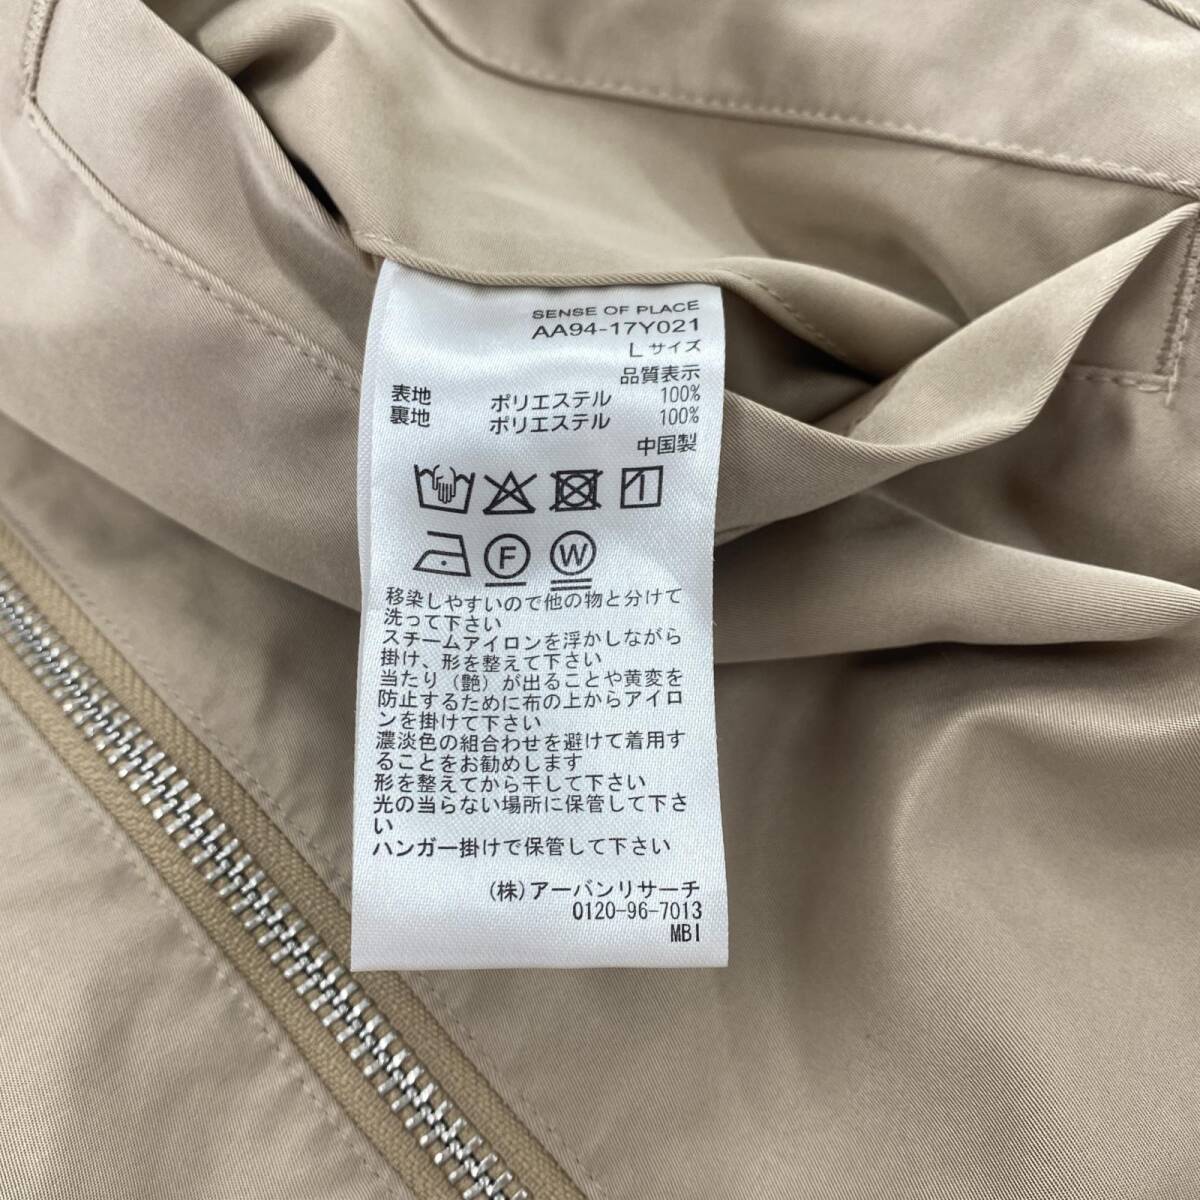 SENSE OF PLACE
AA94-17Y021
Lサイズ
品質表示
表地 ポリエステル 100%
裏地 ポリエステル 100%
中国製
F W
移染しやすいので他の物と分けて
洗って下さい
スチームアイロンを浮かしながら
掛け、形を整えて下さい
当たり（艶）が出ることや黄変を
防止するために布の上からアイロ
ンを掛けて下さい
濃淡色の組合わせを避けて着用す
ることをお勧めします
形を整えてから干して下さい
光の当らない場所に保管して下さ
い
ハンガー掛けで保管して下さい
(株)アーバンリサーチ
0120-96-7013
MBI